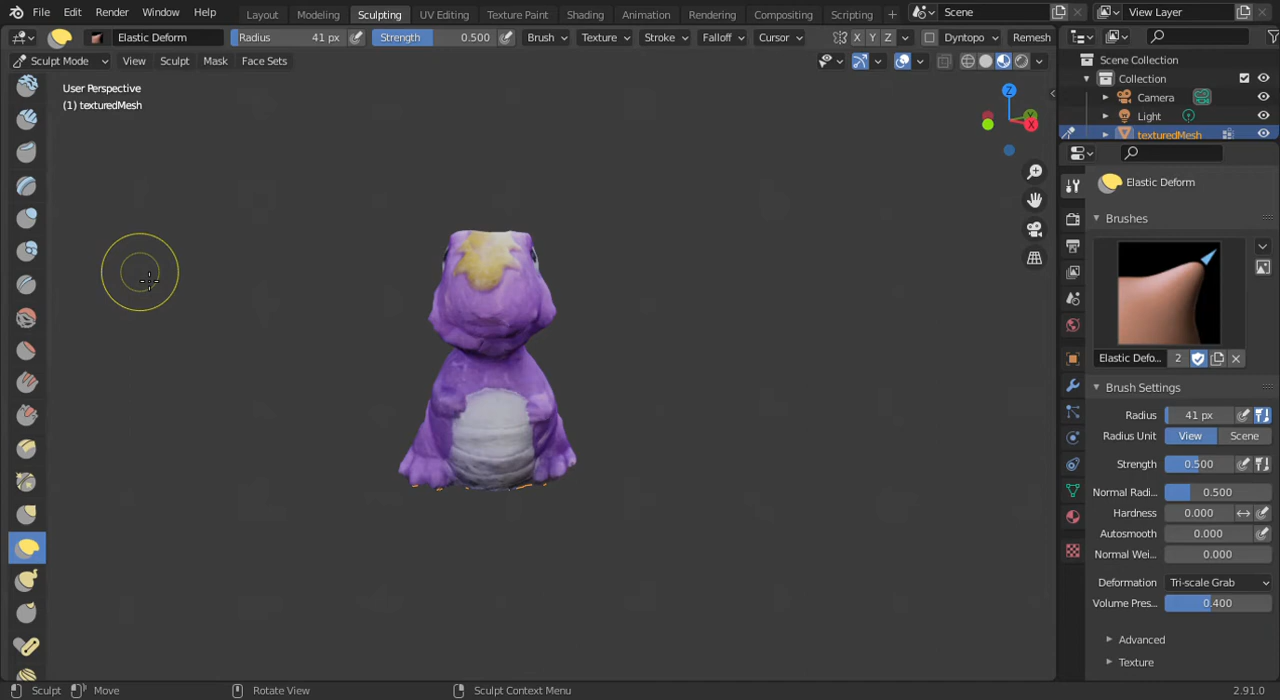 File Edit Render Window Help Layout Modeling Sculpting UV Editing Texture Paint Shading Animation Rendering Compositing Scripting + Scene View Layer
Elastic Deform Radius 41 px Strength 0.500 Brush Texture Stroke Falloff Cursor X Y Z Dyntopo Remesh
Sculpt Mode View Sculpt Mask Face Sets
User Perspective
(1) texturedMesh
Z
Y
X
Scene Collection
Collection
Camera
Light
texturedMesh
Elastic Deform
Brushes
Elastic Defo... 2
Brush Settings
Radius 41 px
Radius Unit View Scene
Strength 0.500
Normal Radi... 0.500
Hardness 0.000
Autosmooth 0.000
Normal Wei... 0.000
Deformation Tri-scale Grab
Volume Pres... 0.400
Advanced
Texture
Sculpt Move Rotate View Sculpt Context Menu 2.91.0